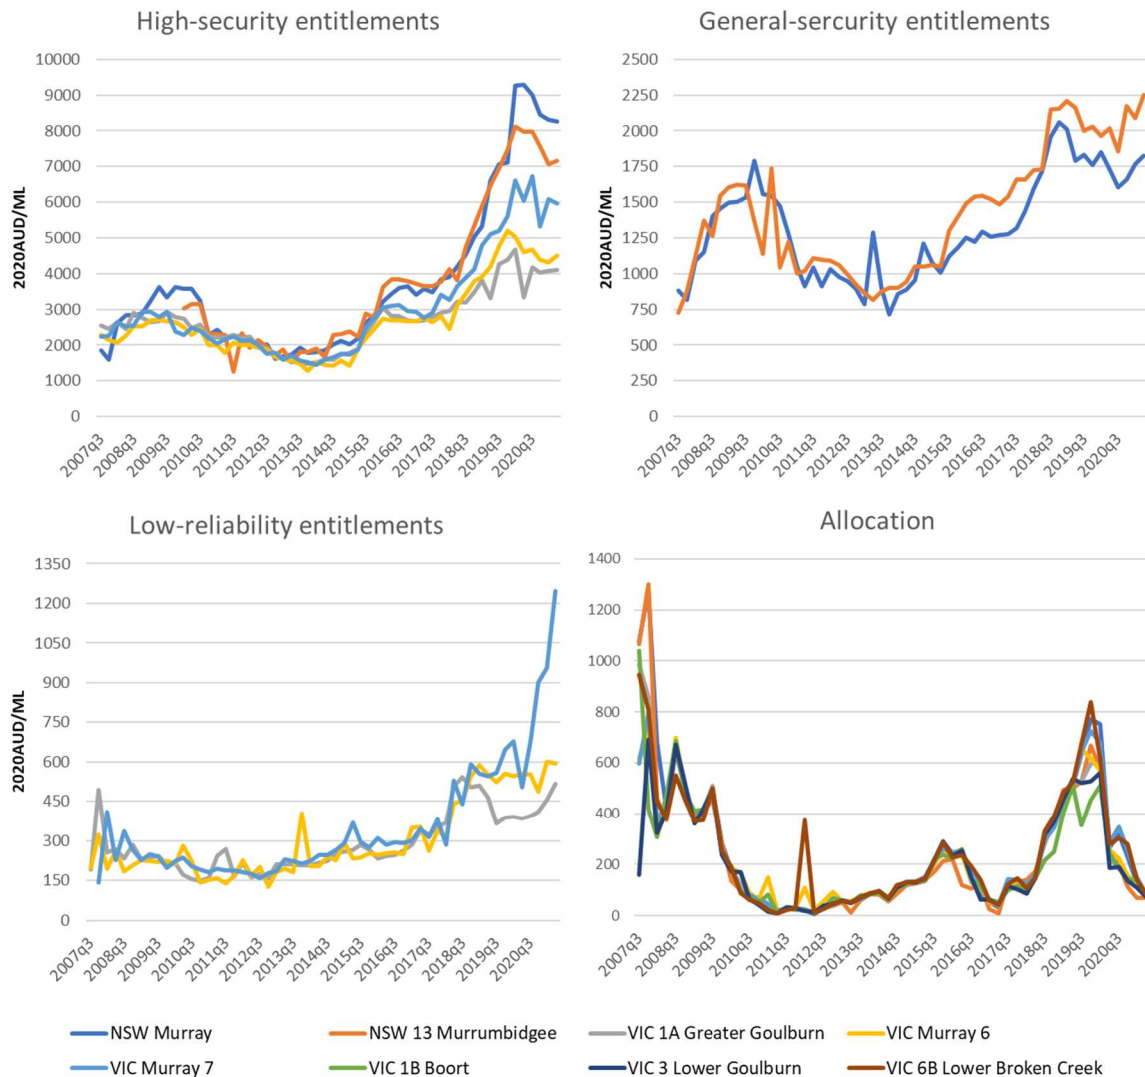 High-security entitlements
2020AUD/ML
10000
9000
8000
7000
6000
5000
4000
3000
2000
1000
0
2007q3
2008q3
2009q3
2010q3
2011q3
2012q3
2013q3
2014q3
2015q3
2016q3
2017q3
2018q3
2019q3
2020q3
General-sercurity entitlements
2020AUD/ML
2500
2250
2000
1750
1500
1250
1000
750
500
250
0
2007q3
2008q3
2009q3
2010q3
2011q3
2012q3
2013q3
2014q3
2015q3
2016q3
2017q3
2018q3
2019q3
2020q3
Low-reliability entitlements
2020AUD/ML
1350
1200
1050
900
750
600
450
300
150
0
2007q3
2008q3
2009q3
2010q3
2011q3
2012q3
2013q3
2014q3
2015q3
2016q3
2017q3
2018q3
2019q3
2020q3
Allocation
1400
1200
1000
800
600
400
200
0
2007q3
2008q3
2009q3
2010q3
2011q3
2012q3
2013q3
2014q3
2015q3
2016q3
2017q3
2018q3
2019q3
2020q3
NSW Murray
NSW 13 Murrumbidgee
VIC 1A Greater Goulburn
VIC Murray 6
VIC Murray 7
VIC 1B Boort
VIC 3 Lower Goulburn
VIC 6B Lower Broken Creek